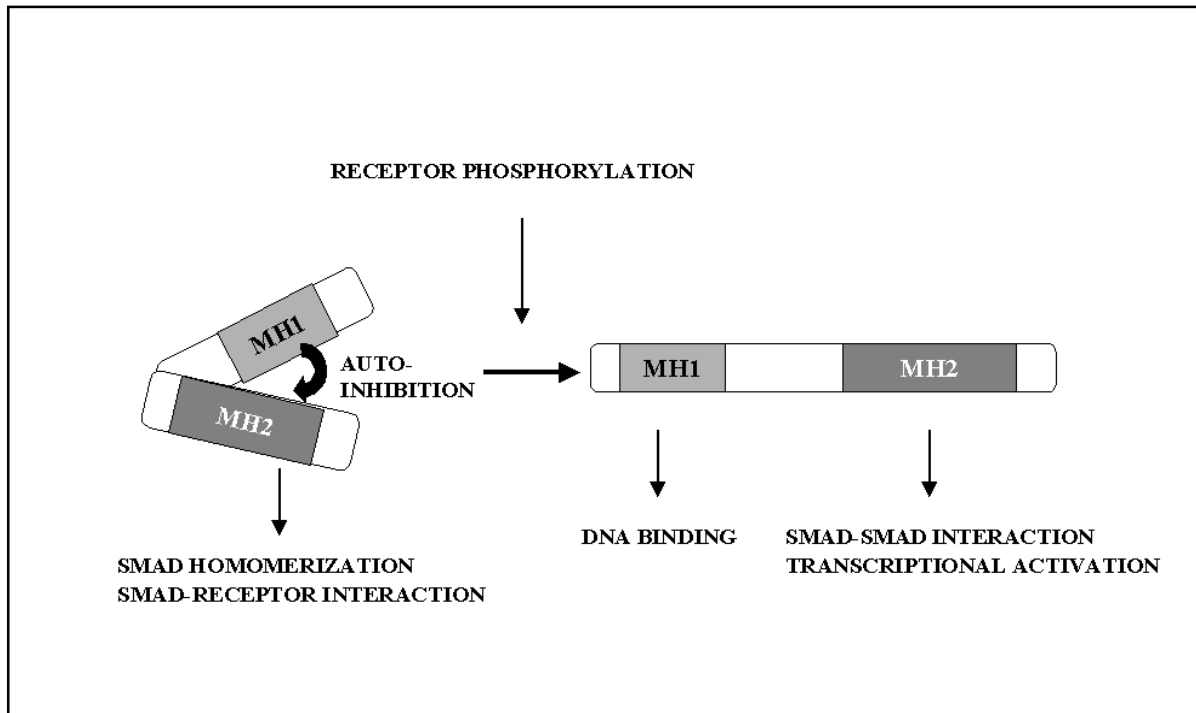 RECEPTOR PHOSPHORYLATION
MH1
AUTO-
INHIBITION
MH2
SMAD HOMOMERIZATION
SMAD-RECEPTOR INTERACTION
MH1
MH2
DNA BINDING
SMAD-SMAD INTERACTION
TRANSCRIPTIONAL ACTIVATION